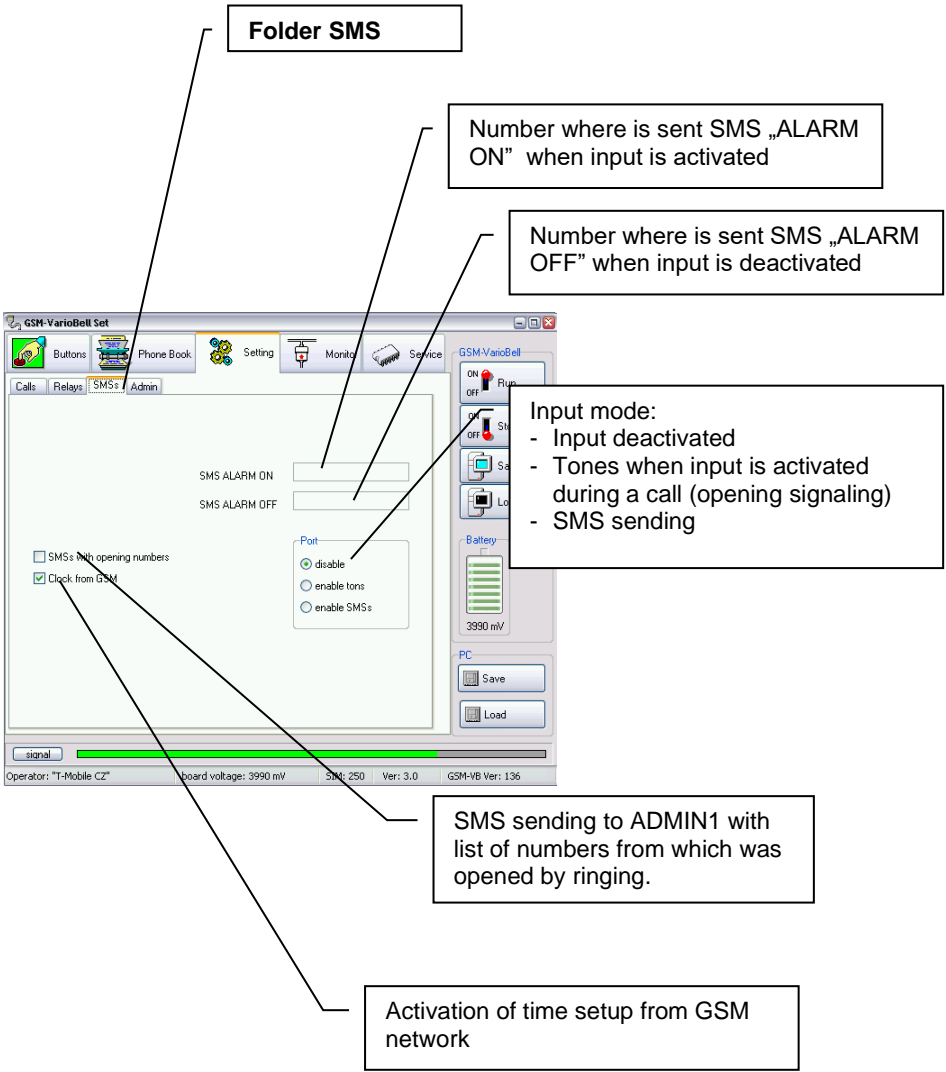 Folder SMS
Number where is sent SMS „ALARM
ON” when input is activated
Number where is sent SMS „ALARM
OFF” when input is deactivated
GSM-VarioBell Set
Buttons
Phone Book
Setting
Monitor
Service
Calls
Relays
SMSs
Admin
GSM-VarioBell
ON
OFF
Run
ON
OFF
Input mode:
- Input deactivated
- Tones when input is activated
during a call (opening signaling)
- SMS sending
SMS ALARM ON
SMS ALARM OFF
Port
disable
enable tons
enable SMSs
SMSs with opening numbers
Clock from GSM
Battery
3990 mV
PC
Save
Load
signal
Operator: "T-Mobile CZ"
board voltage: 3990 mV
SIM: 250
Ver: 3.0
GSM-VB Ver: 136
SMS sending to ADMIN1 with
list of numbers from which was
opened by ringing.
Activation of time setup from GSM
network